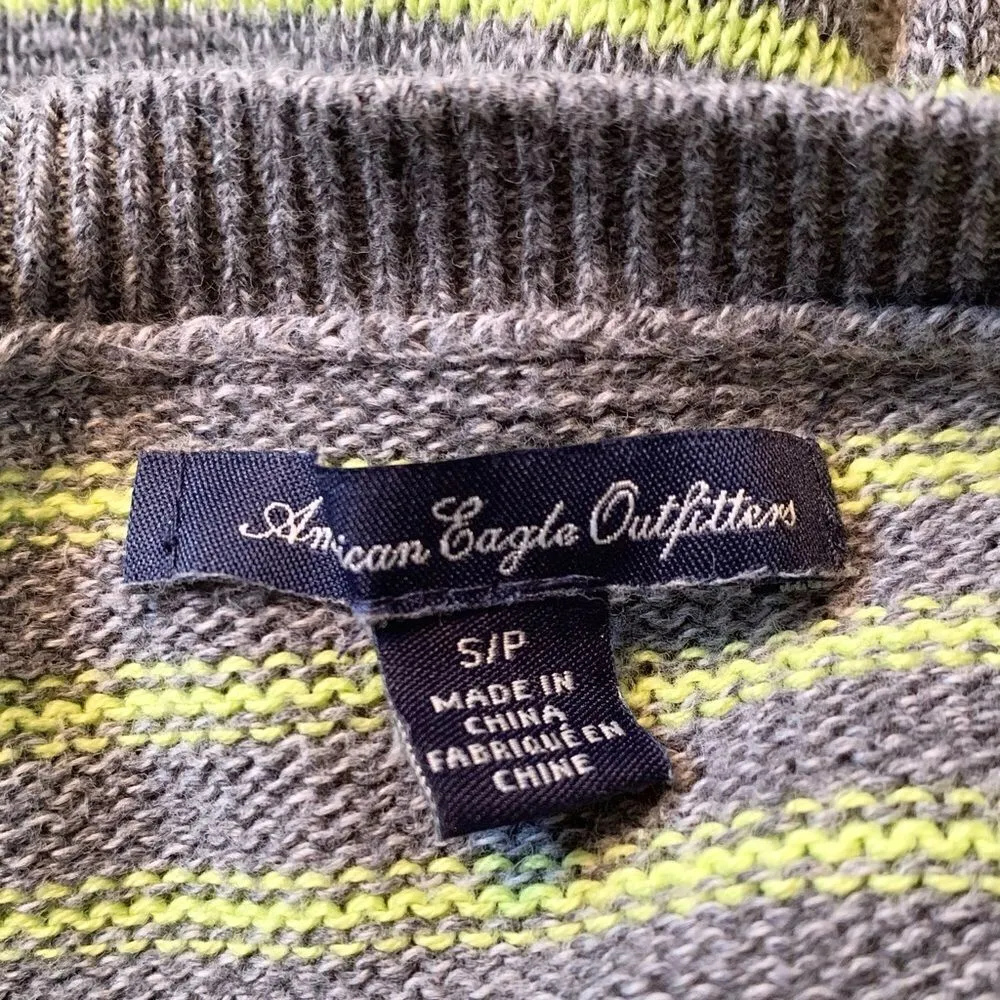 American Eagle Outfitters
S/P
MADE IN
CHINA
FABRIQUÉ EN
CHINE